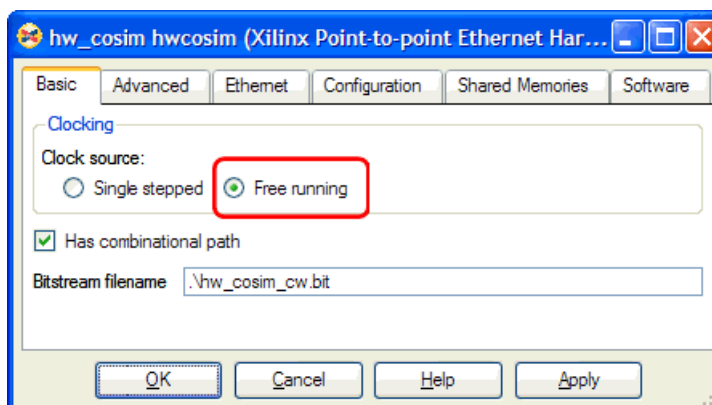 hw_cosim hwcosim (Xilinx Point-to-point Ethernet Har...
Basic Advanced Ethernet Configuration Shared Memories Software
Clocking
Clock source:
Single stepped Free running
Has combinational path
Bitstream filename .\hw_cosim_cw.bit
OK Cancel Help Apply